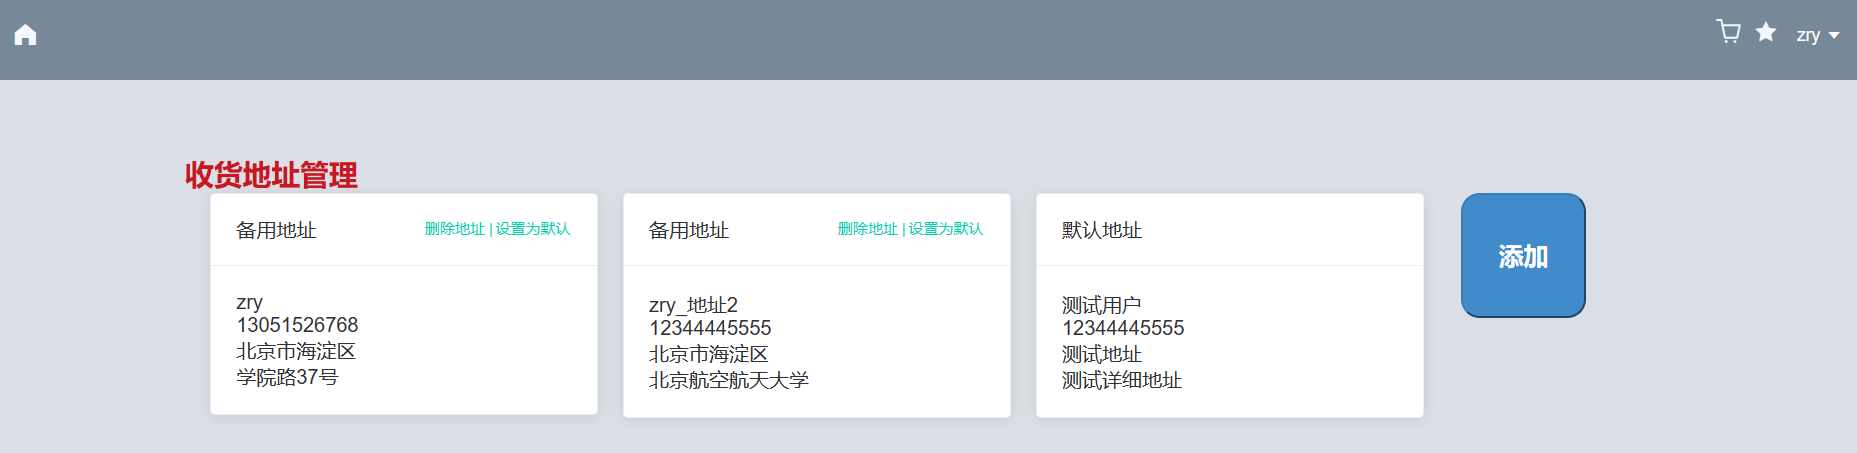 zry
收货地址管理
备用地址 删除地址 | 设置为默认
zry
13051526768
北京市海淀区
学院路37号
备用地址 删除地址 | 设置为默认
zry_地址2
12344445555
北京市海淀区
北京航空航天大学
默认地址
测试用户
12344445555
测试地址
测试详细地址
添加